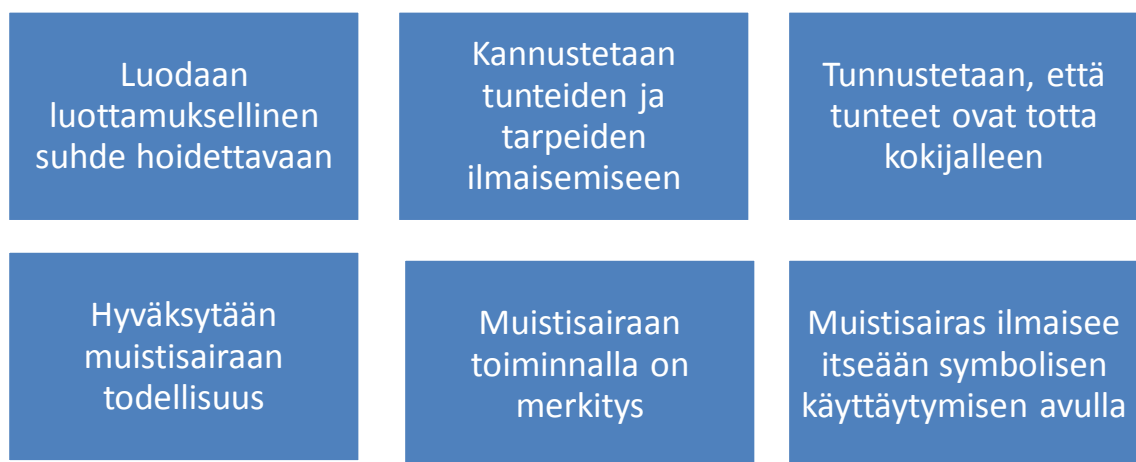 Luodaan
luottamuksellinen
suhde hoidettavaan
Kannustetaan
tunteiden ja
tarpeiden
ilmaisemiseen
Tunnustetaan, että
tunteet ovat totta
kokijalleen
Hyväksytään
muistisairaan
todellisuus
Muistisairaan
toiminnalla on
merkitys
Muistisairas ilmaisee
itseään symbolisen
käyttäytymisen avulla